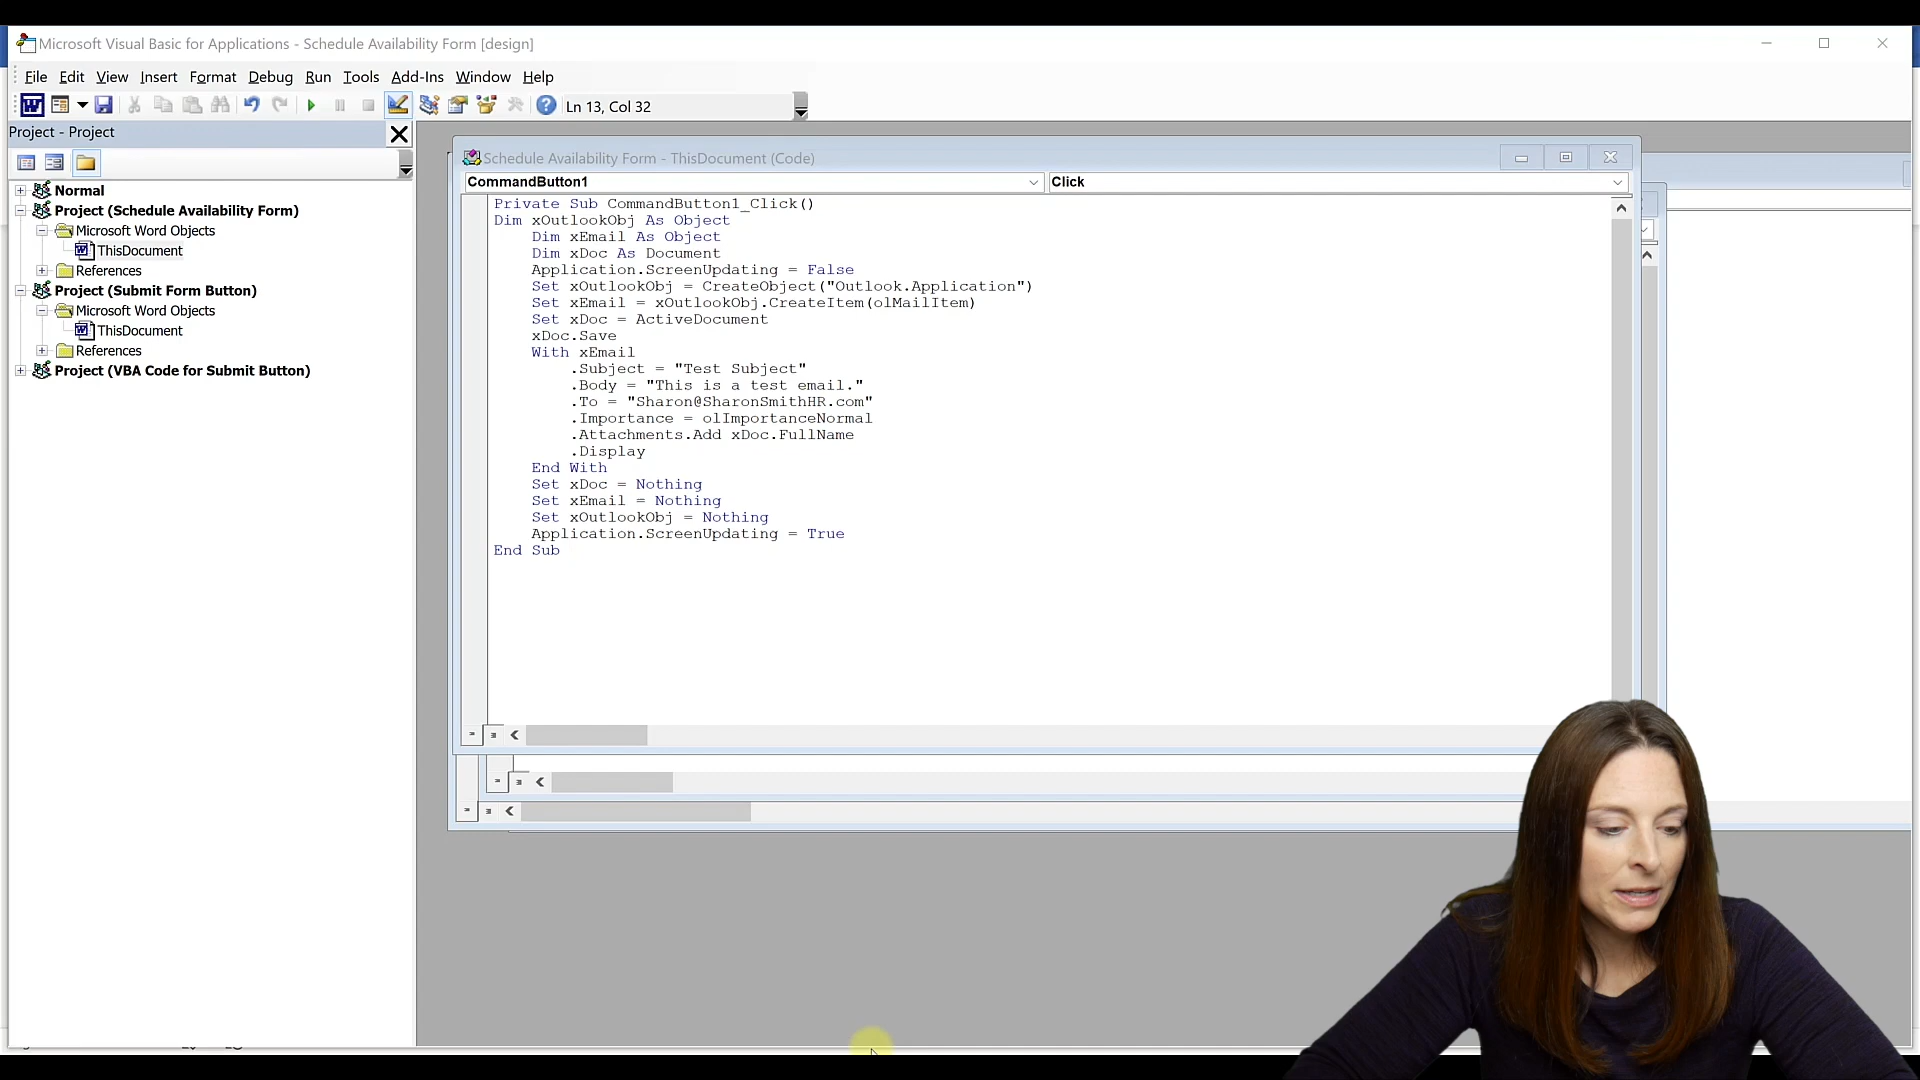 Microsoft Visual Basic for Applications - Schedule Availability Form [design]
File Edit View Insert Format Debug Run Tools Add-Ins Window Help
Ln 13, Col 32
Project - Project
Normal
Project (Schedule Availability Form)
Microsoft Word Objects
ThisDocument
References
Project (Submit Form Button)
Microsoft Word Objects
ThisDocument
References
Project (VBA Code for Submit Button)
Schedule Availability Form - ThisDocument (Code)
CommandButton1 Click
Private Sub CommandButton1_Click()
Dim xOutlookObj As Object
Dim xEmail As Object
Dim xDoc As Document
Application.ScreenUpdating = False
Set xOutlookObj = CreateObject("Outlook.Application")
Set xEmail = xOutlookObj.CreateItem(olMailItem)
Set xDoc = ActiveDocument
xDoc.Save
With xEmail
.Subject = "Test Subject"
.Body = "This is a test email."
.To = "Sharon@SharonSmithHR.com"
.Importance = olImportanceNormal
.Attachments.Add xDoc.FullName
.Display
End With
Set xDoc = Nothing
Set xEmail = Nothing
Set xOutlookObj = Nothing
Application.ScreenUpdating = True
End Sub